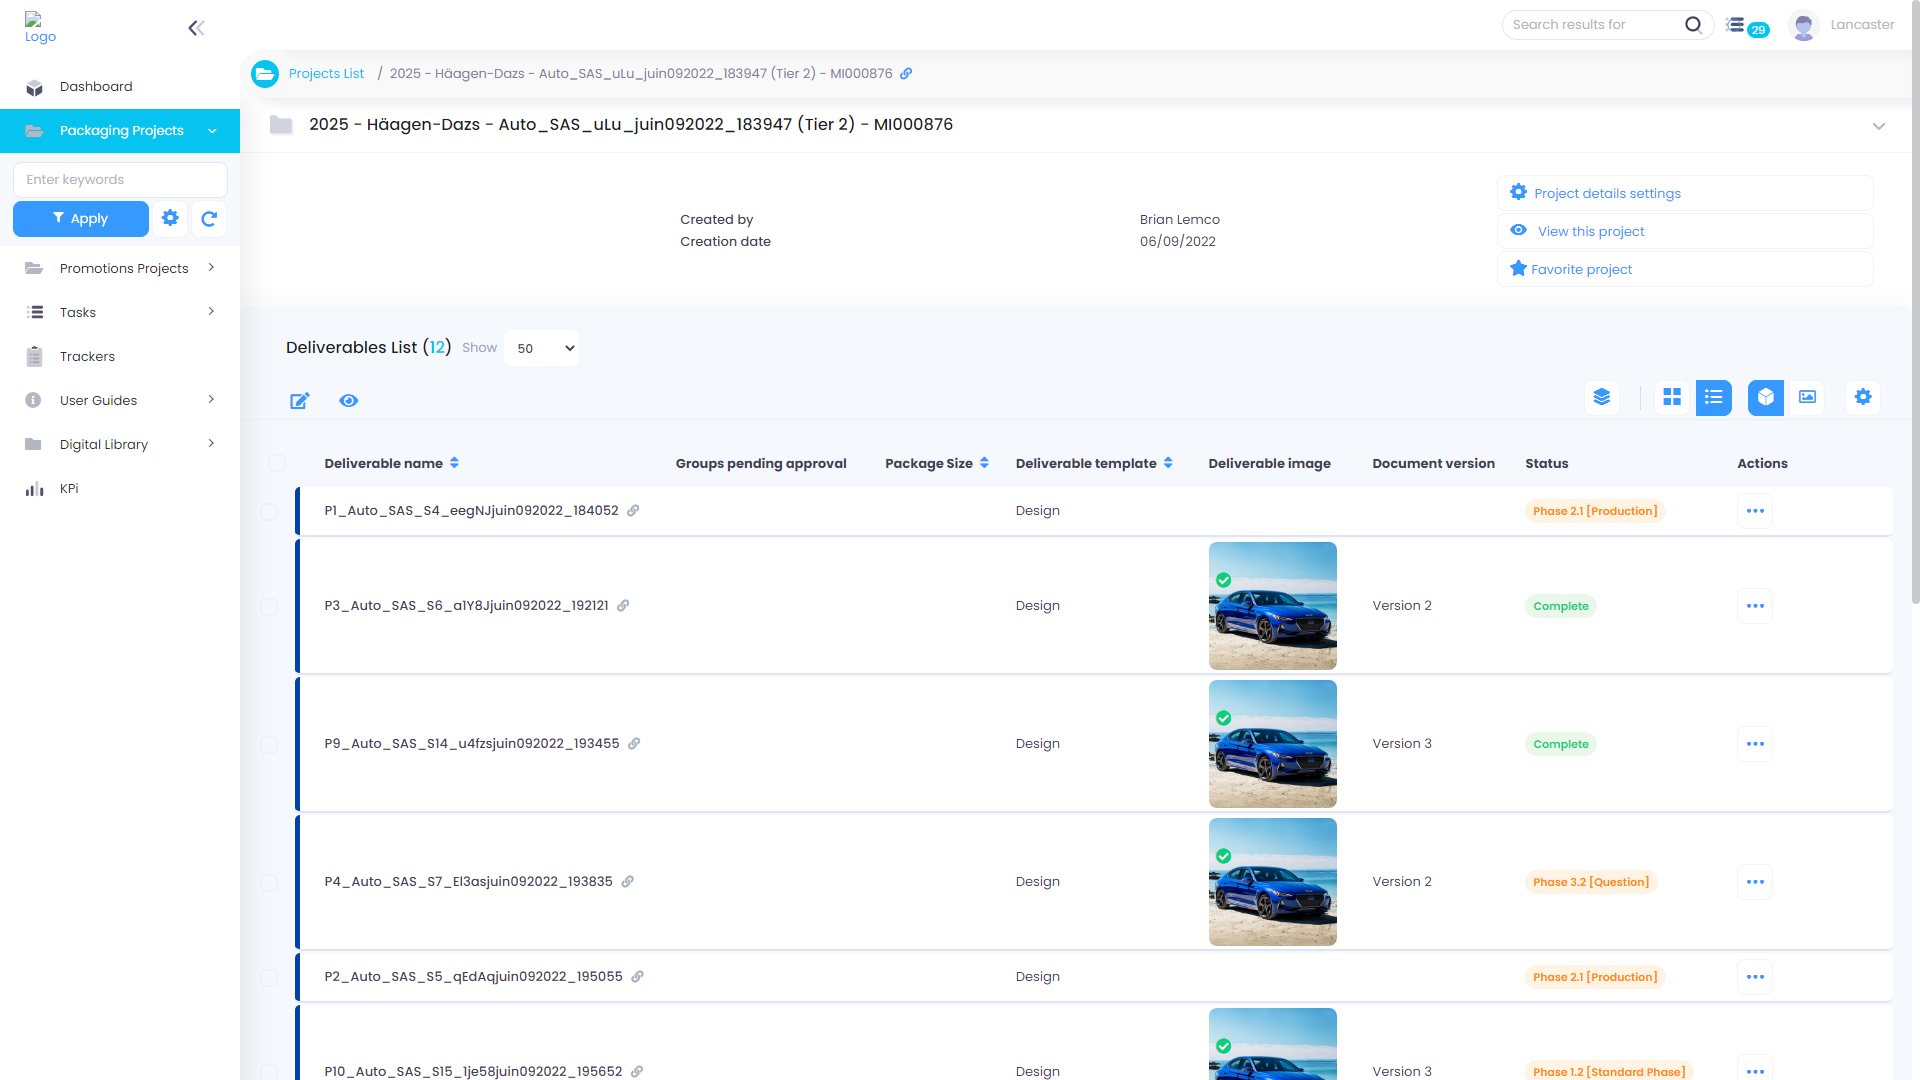 Logo
Search results for
29
Lancaster
Dashboard
Packaging Projects
Enter keywords
Apply
Promotions Projects
Tasks
Trackers
User Guides
Digital Library
KPi
Projects List / 2025 - Häagen-Dazs - Auto_SAS_uLu_juin092022_183947 (Tier 2) - MI000876
2025 - Häagen-Dazs - Auto_SAS_uLu_juin092022_183947 (Tier 2) - MI000876
Created by Brian Lemco
Creation date 06/09/2022
Project details settings
View this project
Favorite project
Deliverables List (12) Show 50
Deliverable name Groups pending approval Package Size Deliverable template Deliverable image Document version Status Actions
P1_Auto_SAS_S4_eegNJjuin092022_184052 Design Phase 2.1 [Production]
P3_Auto_SAS_S6_a1Y8Jjuin092022_192121 Design Version 2 Complete
P9_Auto_SAS_S14_u4fzsjuin092022_193455 Design Version 3 Complete
P4_Auto_SAS_S7_EI3asjuin092022_193835 Design Version 2 Phase 3.2 [Question]
P2_Auto_SAS_S5_qEdAqjuin092022_195055 Design Phase 2.1 [Production]
P10_Auto_SAS_S15_1je58juin092022_195652 Design Version 3 Phase 1.2 [Standard Phase]